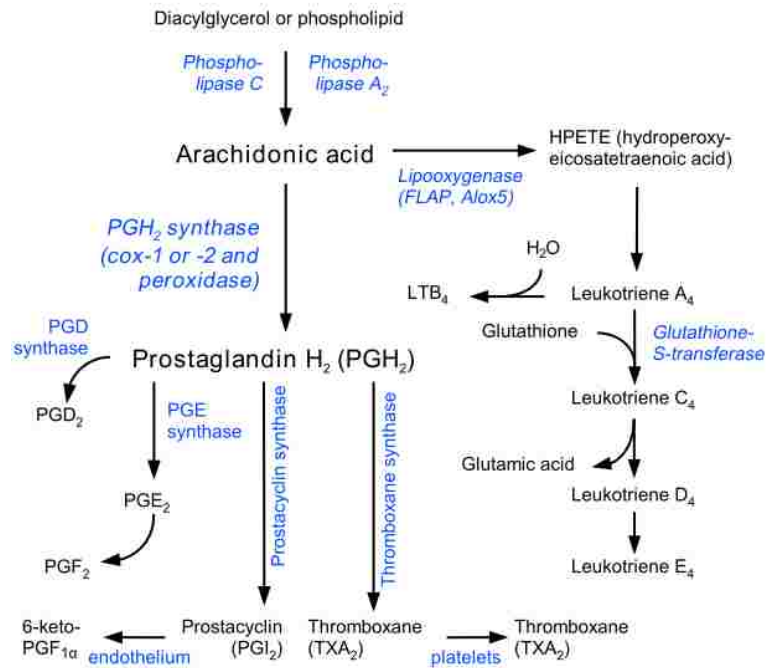 Diacylglycerol or phospholipid
Phospho-
lipase C
Phospho-
lipase A₂
Arachidonic acid
HPETE (hydroperoxy-
eicosatetraenoic acid)
Lipooxygenase
(FLAP, Alox5)
PGH₂ synthase
(cox-1 or -2 and
peroxidase)
H₂O
LTB₄
Leukotriene A₄
Glutathione
Glutathione-
S-transferase
PGD
synthase
Prostaglandin H₂ (PGH₂)
PGD₂
PGE
synthase
Prostacyclin synthase
Thromboxane synthase
Leukotriene C₄
Glutamic acid
Leukotriene D₄
PGE₂
PGF₂
Leukotriene E₄
6-keto-
PGF₁α
endothelium
Prostacyclin
(PGI₂)
Thromboxane
(TXA₂)
platelets
Thromboxane
(TXA₂)